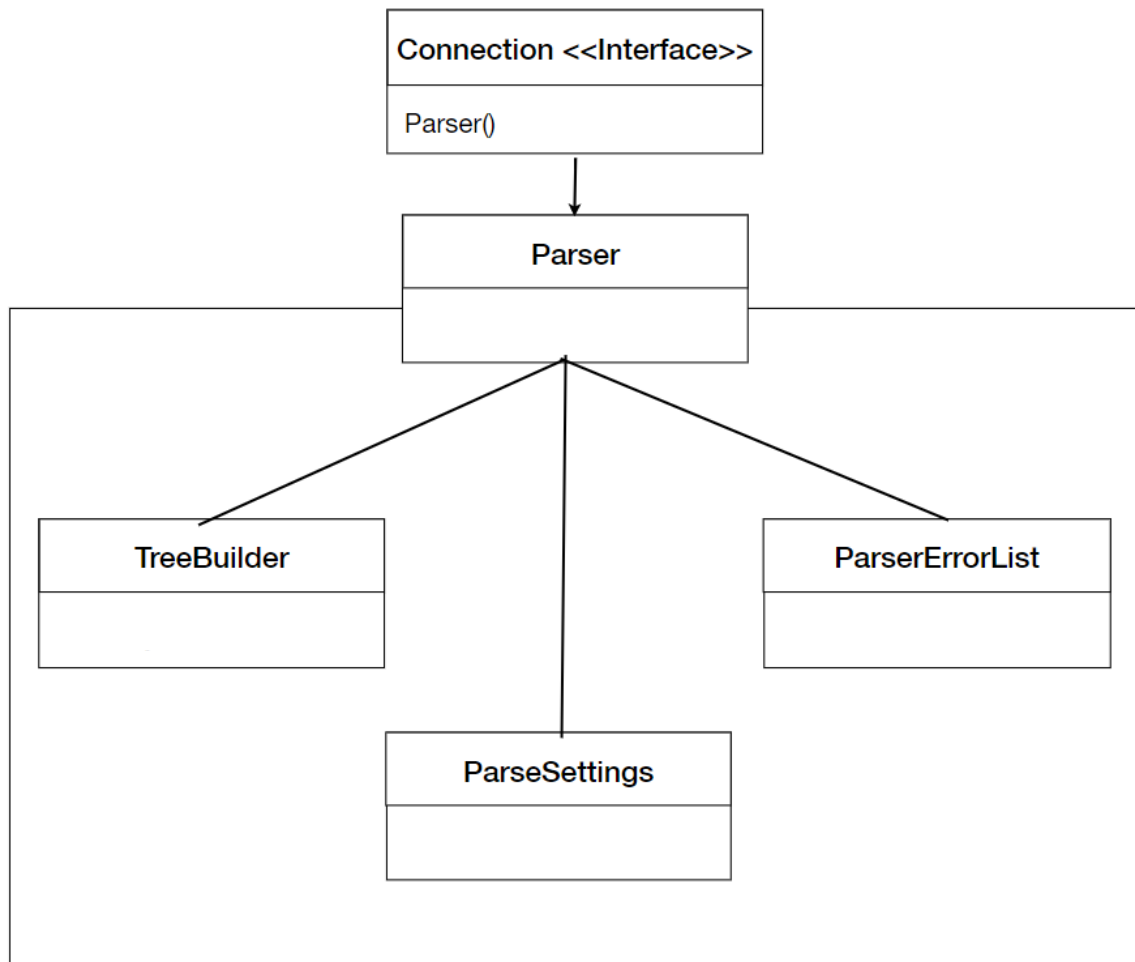 Connection <<Interface>>
Parser()
Parser
TreeBuilder
ParserErrorList
ParseSettings